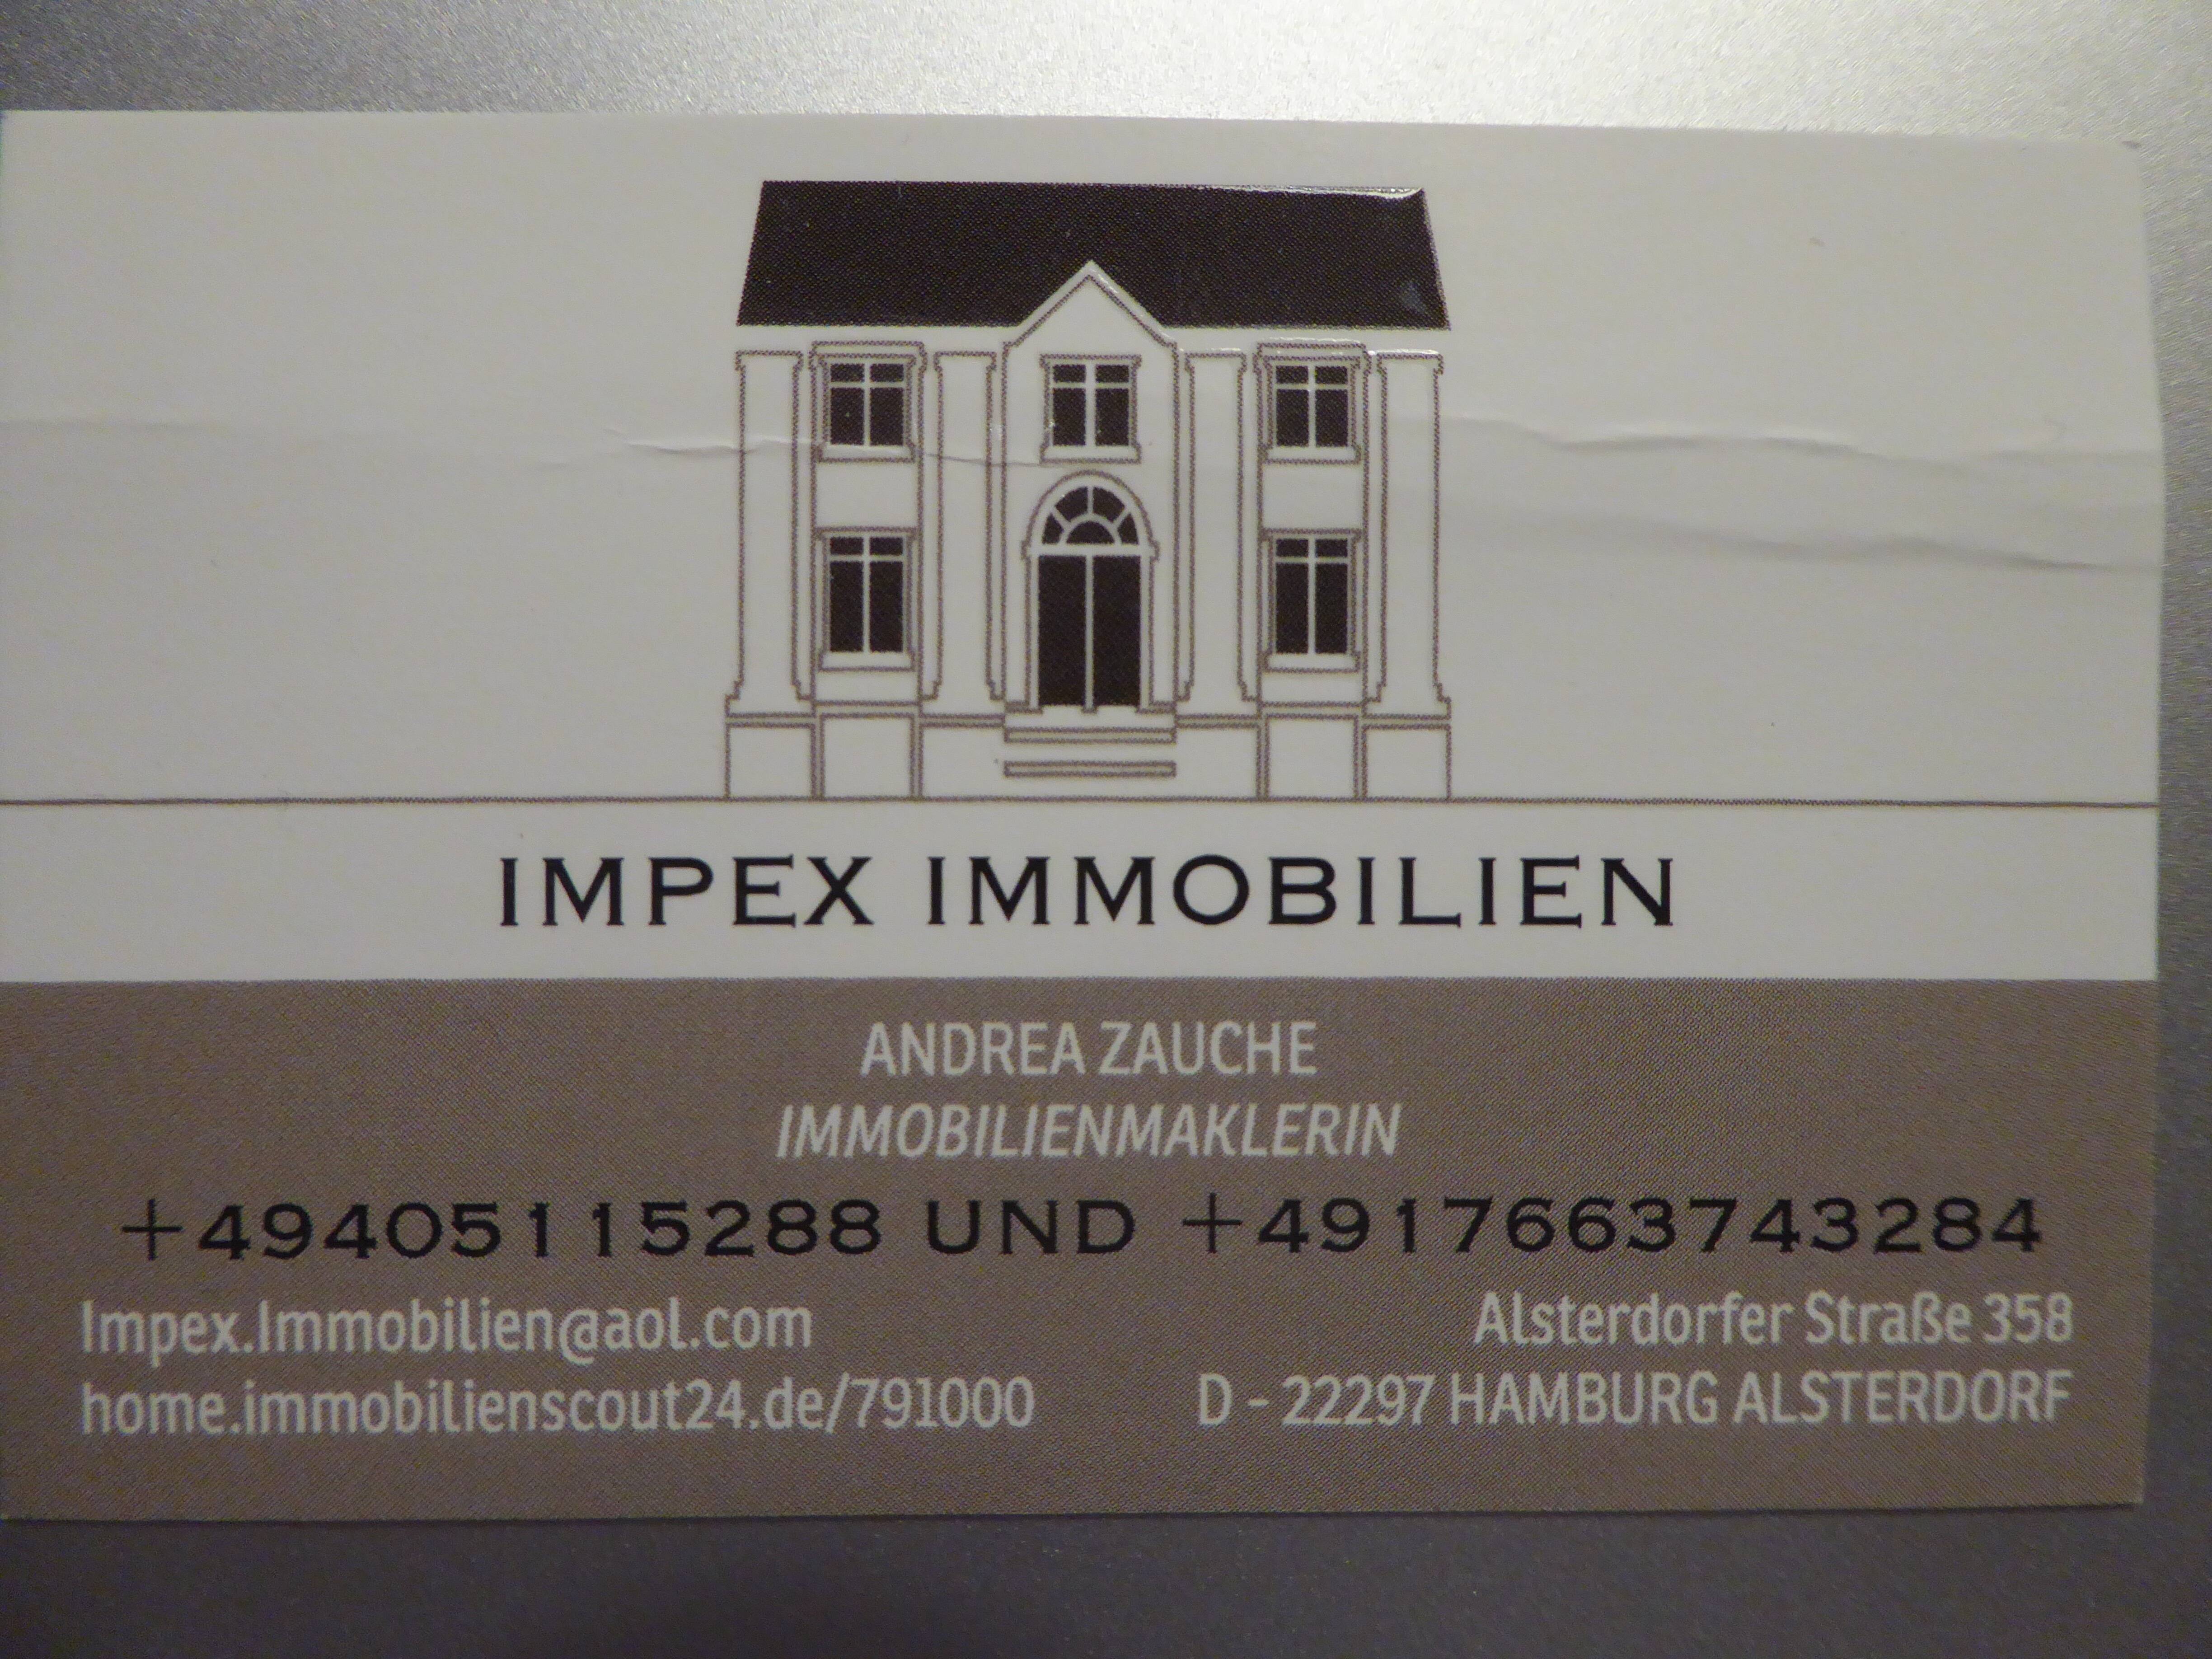 IMPEX IMMOBILIEN
ANDREA ZAUCHE
IMMOBILIENMAKLERIN
+49405115288 UND +4917663743284
Impex.Immobilien@aol.com
home.immobilienscout24.de/791000
Alsterdorfer Straße 358
D - 22297 HAMBURG ALSTERDORF